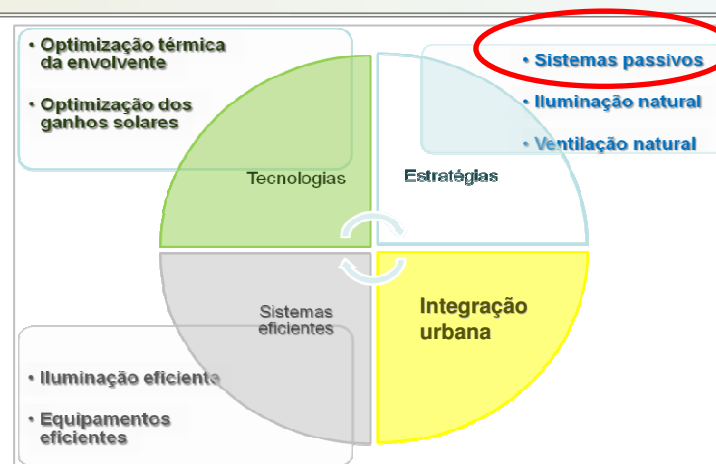 • Optimização térmica
da envolvente
• Optimização dos
ganhos solares
• Sistemas passivos
• Iluminação natural
• Ventilação natural
Tecnologias
Estratégias
Sistemas
eficientes
Integração
urbana
• Iluminação eficiente
• Equipamentos
eficientes